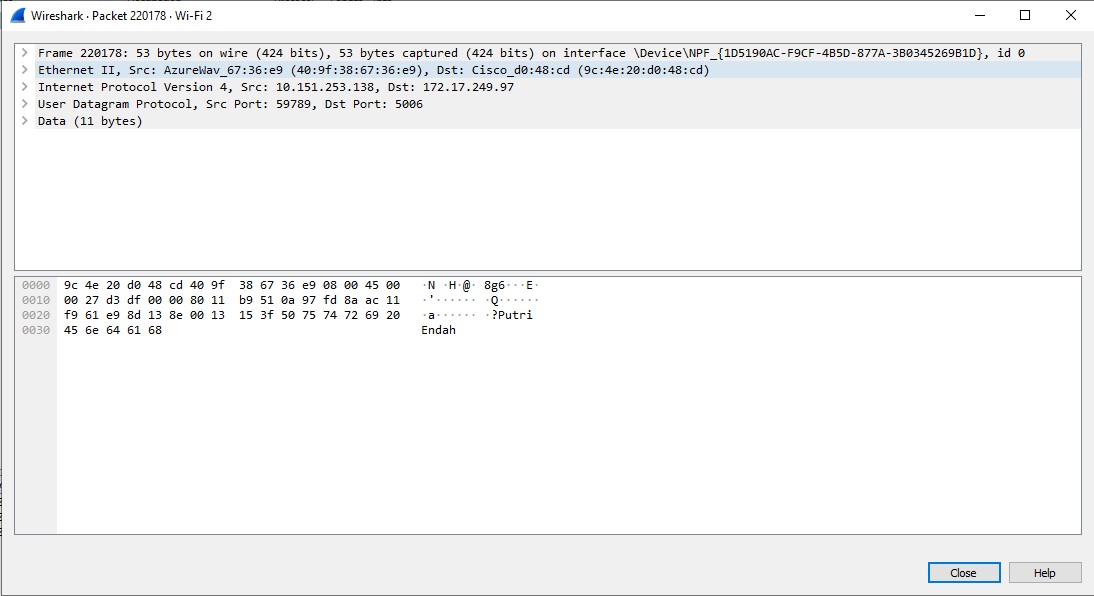 Wireshark · Packet 220178 · Wi-Fi 2
Frame 220178: 53 bytes on wire (424 bits), 53 bytes captured (424 bits) on interface \Device\NPF_{1D5190AC-F9CF-4B5D-877A-3B0345269B1D}, id 0
Ethernet II, Src: AzureWav_67:36:e9 (40:9f:38:67:36:e9), Dst: Cisco_d0:48:cd (9c:4e:20:d0:48:cd)
Internet Protocol Version 4, Src: 10.151.253.138, Dst: 172.17.249.97
User Datagram Protocol, Src Port: 59789, Dst Port: 5006
Data (11 bytes)
0000 9c 4e 20 d0 48 cd 40 9f 38 67 36 e9 08 00 45 00 ·N ·H·@· 8g6···E·
0010 00 27 d3 df 00 00 80 11 b9 51 0a 97 fd 8a ac 11 ·'······ ·Q······
0020 f9 61 e9 8d 13 8e 00 13 15 3f 50 75 74 72 69 20 ·a······ ·?Putri
0030 45 6e 64 61 68 Endah
Close Help